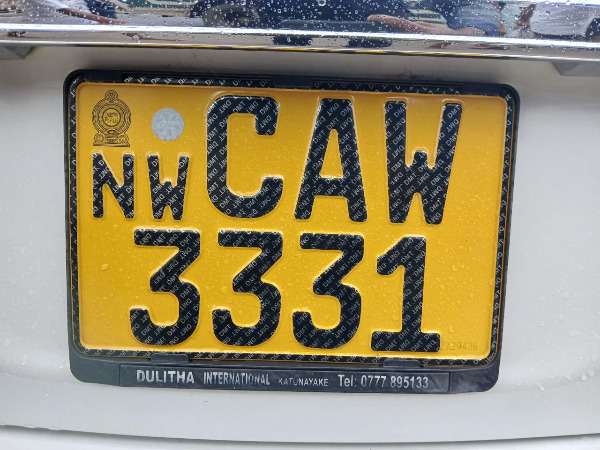 NW CAW
3331
DULITHA INTERNATIONAL KATUNAYAKE Tel: 0777 895133